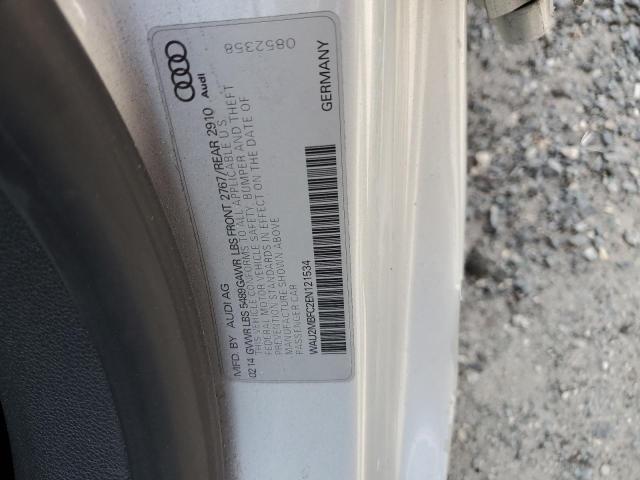 MFD. BY AUDI AG
02 14 GVWR LBS 5489 GAWR LBS FRONT 2767/REAR 2910
THIS VEHICLE CONFORMS TO ALL APPLICABLE U.S.
FEDERAL MOTOR VEHICLE SAFETY, BUMPER AND THEFT
PREVENTION STANDARDS IN EFFECT ON THE DATE OF
MANUFACTURE SHOWN ABOVE
PASSENGER CAR
WAU2MBFC2EN121534
Audi
0852358
GERMANY